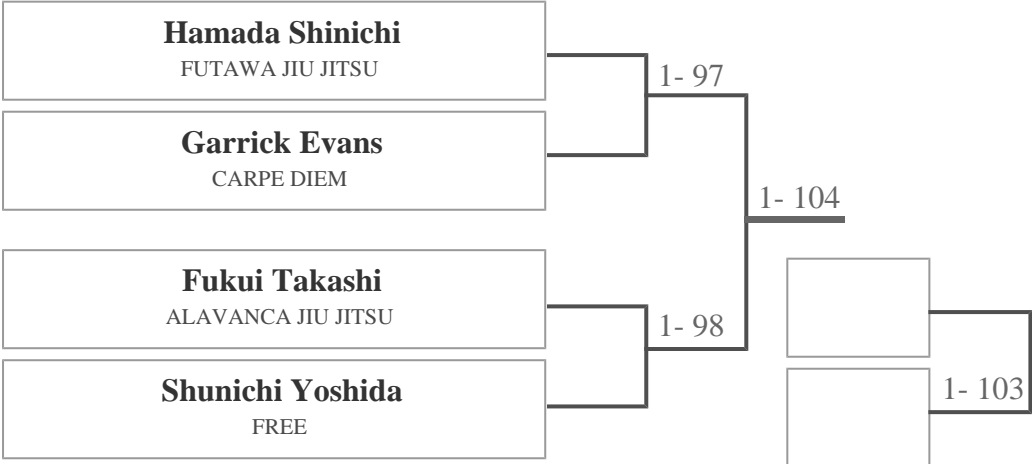 Hamada Shinichi
FUTAWA JIU JITSU
1- 97
Garrick Evans
CARPE DIEM
1- 104
Fukui Takashi
ALAVANCA JIU JITSU
1- 98
Shunichi Yoshida
FREE
1- 103